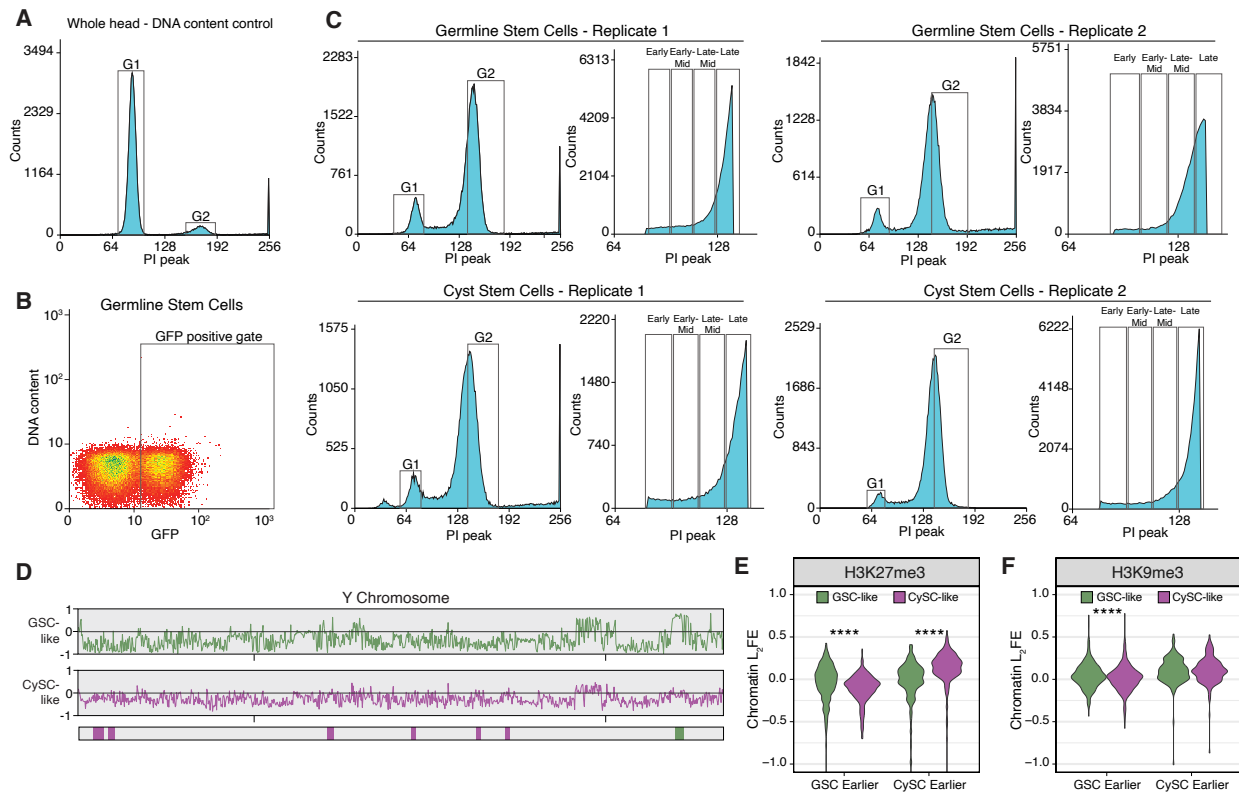 A
Whole head - DNA content control
3494
2329
1164
0
Counts
G1
G2
0 64 128 192 256
PI peak
B
Germline Stem Cells
GFP positive gate
10³
10²
10
0
DNA content
0 10 10² 10³
GFP
C
Germline Stem Cells - Replicate 1
2283
1522
761
0
Counts
G1
G2
0 64 128 192 256
PI peak
Early Early-Mid Late-Mid Late
6313
4209
2104
0
Counts
64 128
PI peak
Germline Stem Cells - Replicate 2
1842
1228
614
0
Counts
G1
G2
0 64 128 192 256
PI peak
Early Early-Mid Late-Mid Late
5751
3834
1917
0
Counts
64 128
PI peak
Cyst Stem Cells - Replicate 1
1575
1050
525
0
Counts
G1
G2
0 64 128 192 256
PI peak
Early Early-Mid Late-Mid Late
2220
1480
740
0
Counts
64 128
PI peak
Cyst Stem Cells - Replicate 2
2529
1686
843
0
Counts
G1
G2
0 64 128 192 256
PI peak
Early Early-Mid Late-Mid Late
6222
4148
2074
0
Counts
64 128
PI peak
D
Y Chromosome
GSC-like
1
0
-1
CySC-like
1
0
-1
E
H3K27me3
GSC-like CySC-like
**** ****
1.0
0.5
0.0
−0.5
−1.0
Chromatin L₂FE
GSC Earlier CySC Earlier
F
H3K9me3
GSC-like CySC-like
****
1.0
0.5
0.0
−0.5
−1.0
Chromatin L₂FE
GSC Earlier CySC Earlier